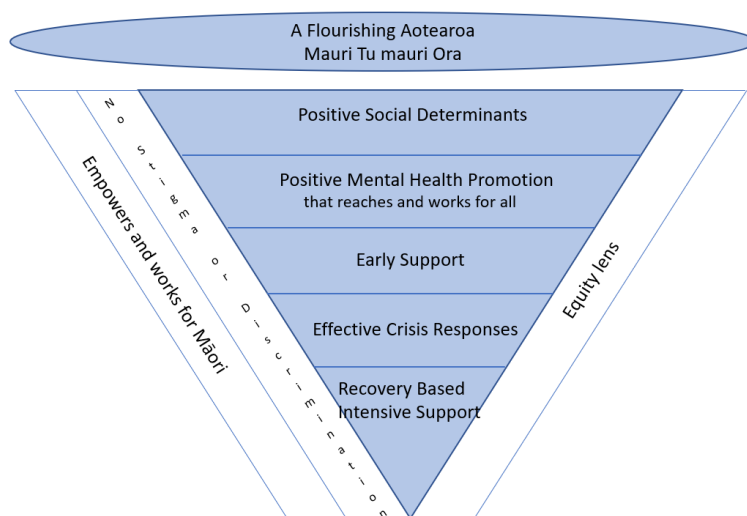 A Flourishing Aotearoa
Mauri Tu mauri Ora
Positive Social Determinants
Positive Mental Health Promotion
that reaches and works for all
Early Support
Effective Crisis Responses
Recovery Based
Intensive Support
Empowers and works for Māori
No Stigma or DiscriMination
Equity lens